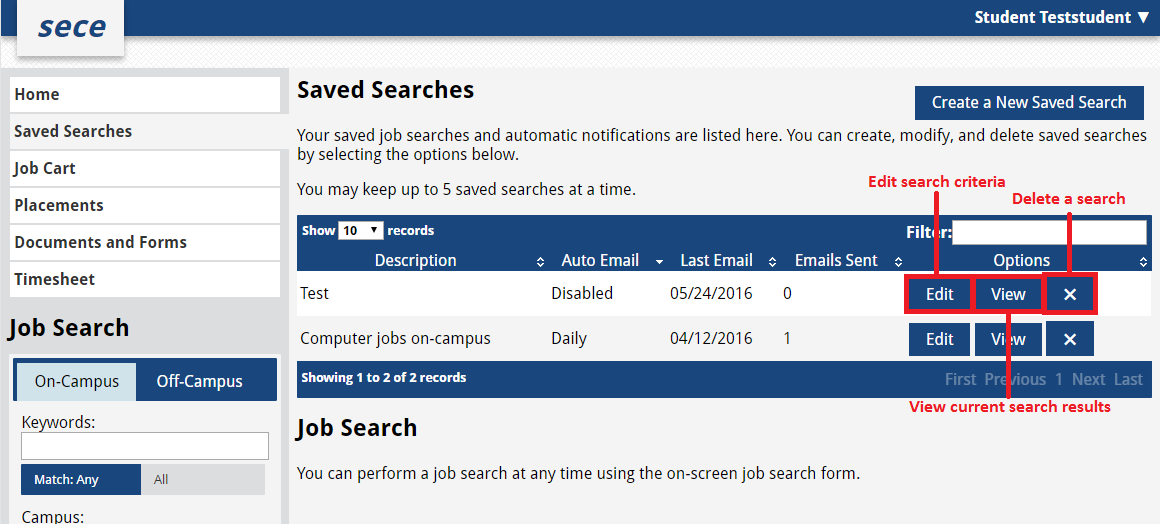 sece
Student Teststudent ▼
Home
Saved Searches
Job Cart
Placements
Documents and Forms
Timesheet
Job Search
On-Campus Off-Campus
Keywords:
Match: Any All
Campus:
Saved Searches
Create a New Saved Search
Your saved job searches and automatic notifications are listed here. You can create, modify, and delete saved searches
by selecting the options below.
You may keep up to 5 saved searches at a time.
Edit search criteria
Delete a search
Show 10 records Filter:
Description Auto Email Last Email Emails Sent Options
Test Disabled 05/24/2016 0 Edit View ✕
Computer jobs on-campus Daily 04/12/2016 1 Edit View ✕
Showing 1 to 2 of 2 records First Previous 1 Next Last
View current search results
Job Search
You can perform a job search at any time using the on-screen job search form.